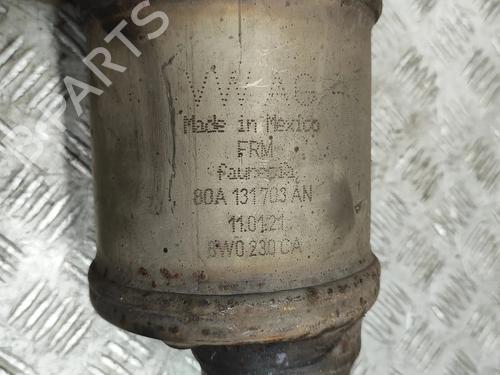 VW AG
Made in Mexico
FRM
faurecia
80A 131 703 AN
11.01.21
8W0 230 CA